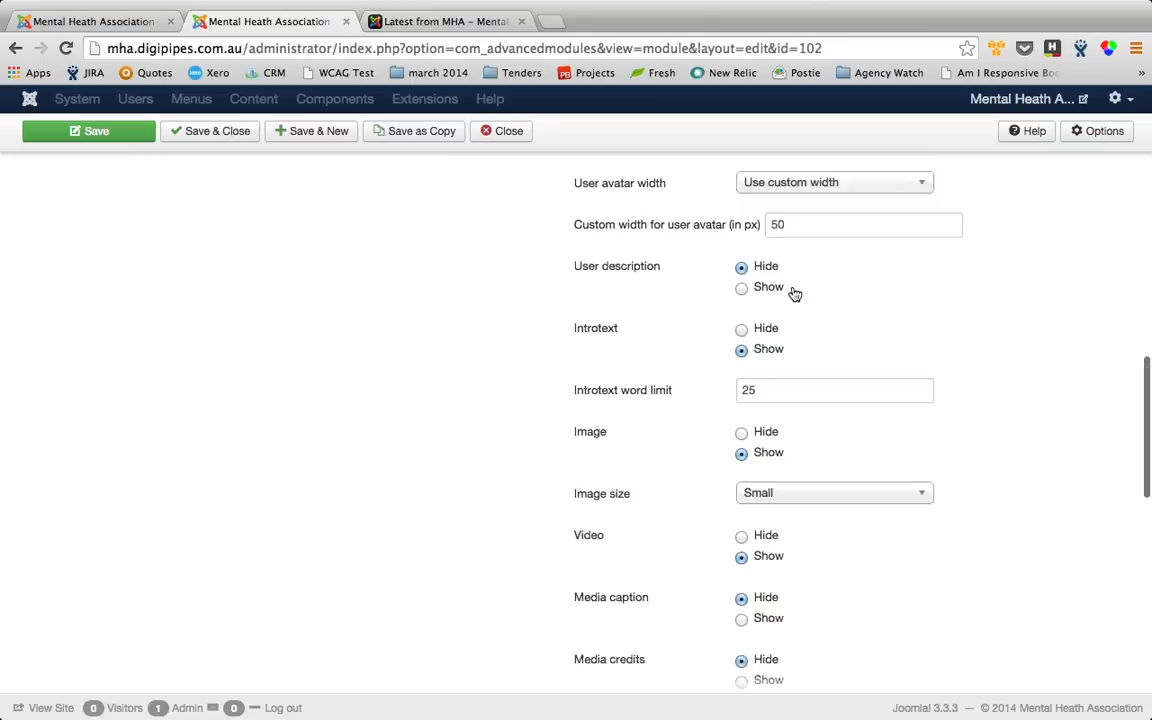 Mental Heath Association
Mental Heath Association
Latest from MHA – Mental
mha.digipipes.com.au/administrator/index.php?option=com_advancedmodules&view=module&layout=edit&id=102
Apps JIRA Quotes Xero CRM WCAG Test march 2014 Tenders Projects Fresh New Relic Postie Agency Watch Am I Responsive Boo »
System Users Menus Content Components Extensions Help Mental Heath A...
Save Save & Close Save & New Save as Copy Close Help Options
User avatar width Use custom width
Custom width for user avatar (in px) 50
User description Hide
Show
Introtext Hide
Show
Introtext word limit 25
Image Hide
Show
Image size Small
Video Hide
Show
Media caption Hide
Show
Media credits Hide
Show
View Site 0 Visitors 1 Admin 0 Log out Joomla! 3.3.3 — © 2014 Mental Heath Association